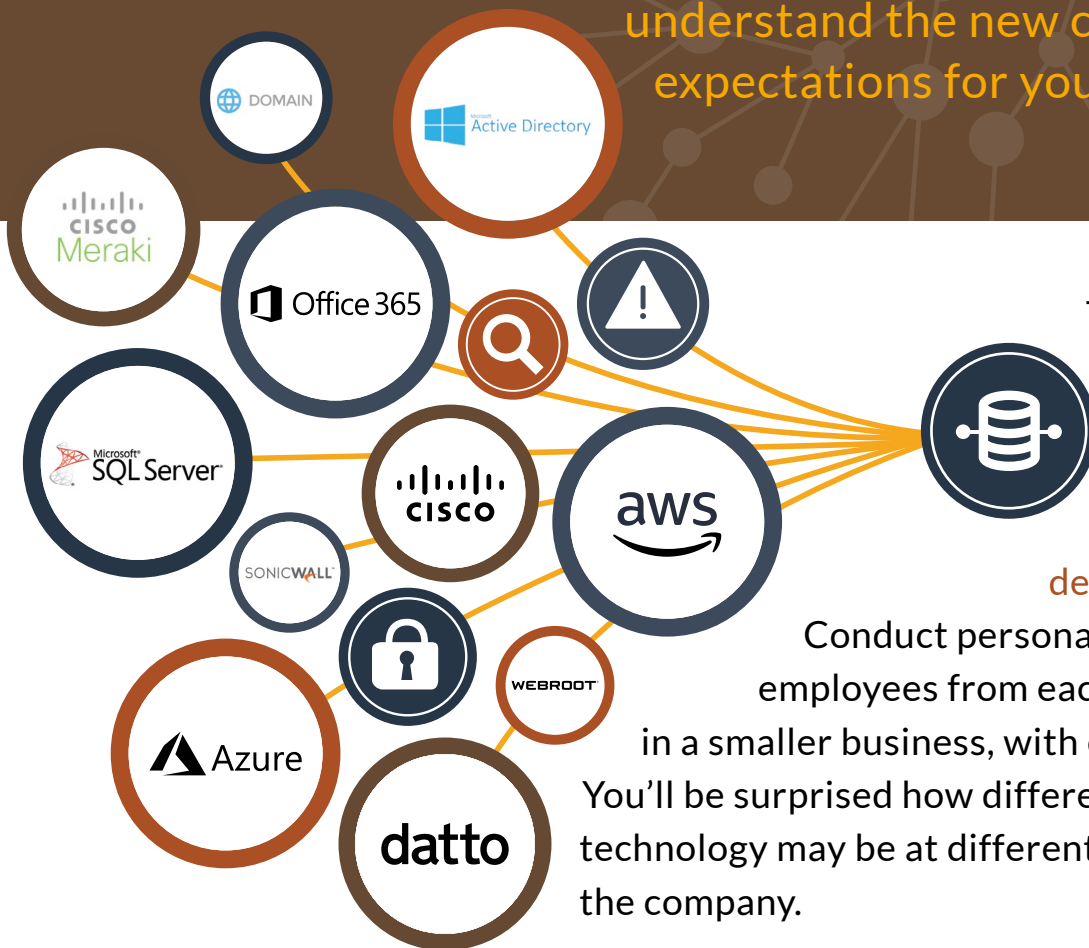 understand the new
expectations for you
DOMAIN
Microsoft
Active Directory
CISCO
Meraki
Office 365
Microsoft®
SQL Server
CISCO
aws
SONICWALL
de
Conduct persona
employees from eac
WEBROOT
in a smaller business, with
Azure
You’ll be surprised how differe
datto
technology may be at different
the company.